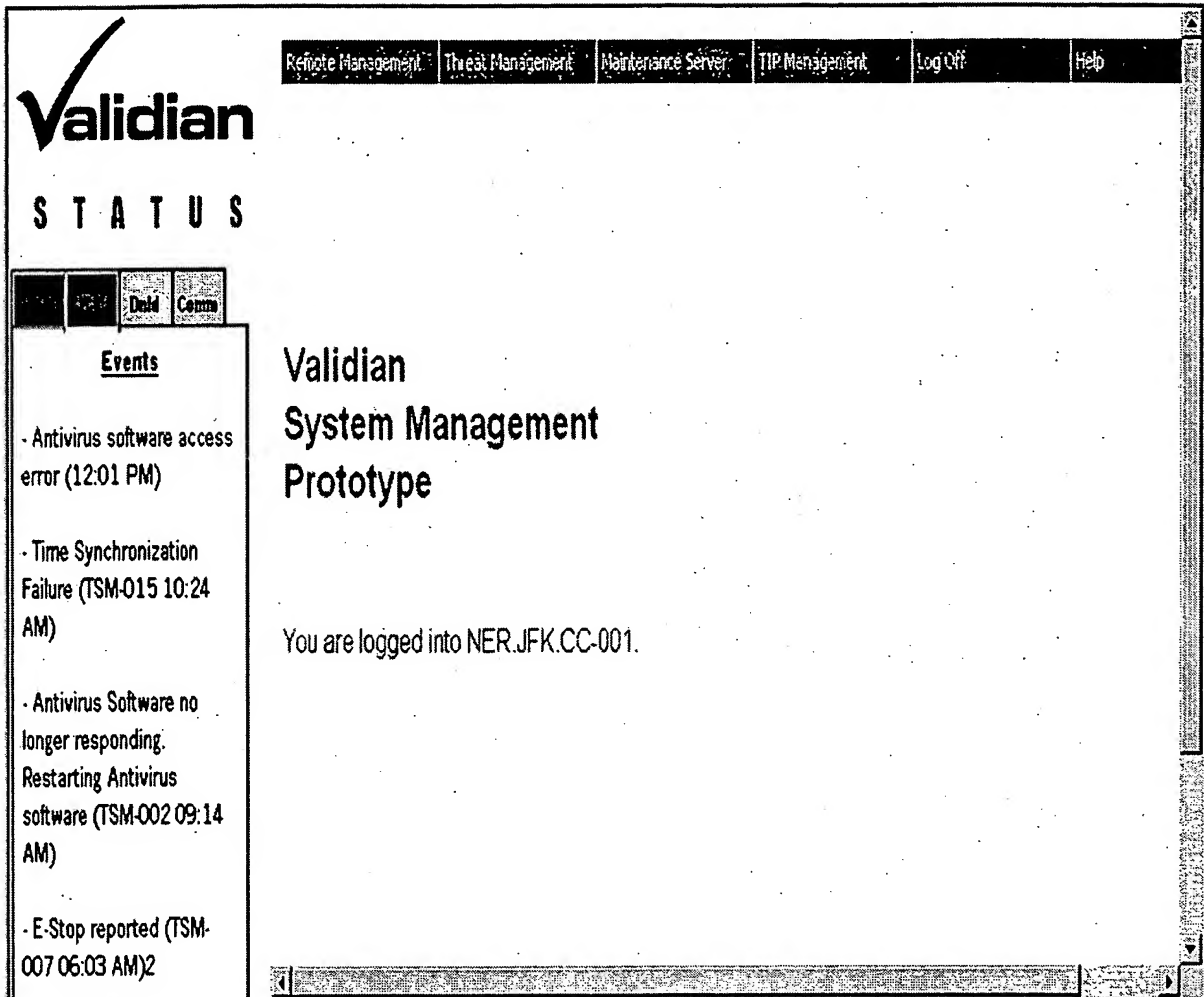 Validian
STATUS
Remote Management
Threat Management
Maintenance Server
TIP Management
Log Off
Help
Dnld
Comm
Events
- Antivirus software access
error (12:01 PM)
- Time Synchronization
Failure (TSM-015 10:24
AM)
- Antivirus Software no
longer responding.
Restarting Antivirus
software (TSM-002 09:14
AM)
- E-Stop reported (TSM-
007 06:03 AM)2
Validian
System Management
Prototype
You are logged into NER.JFK.CC-001.